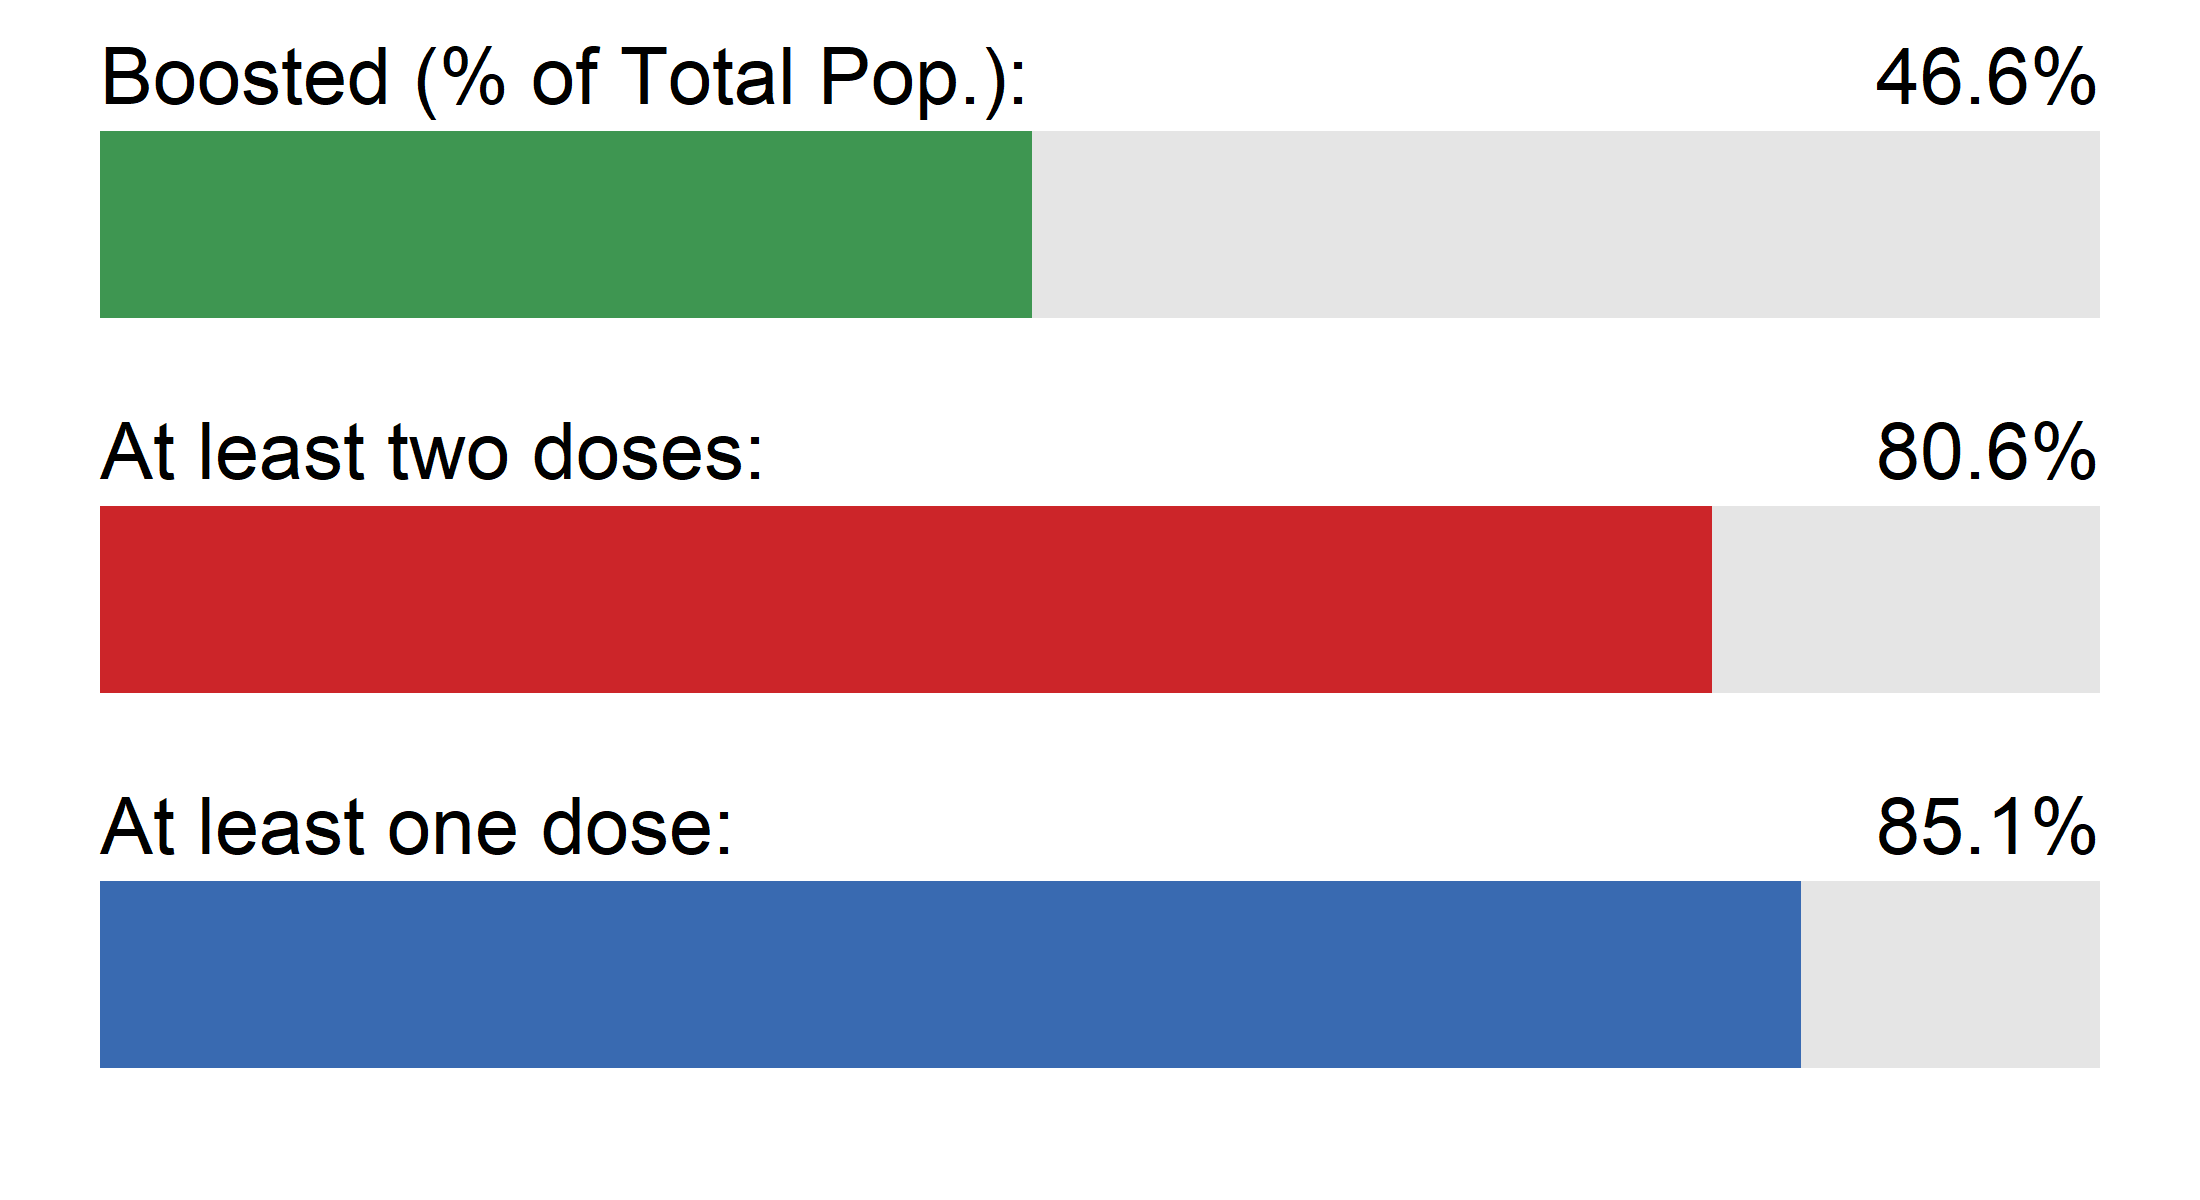 Boosted (% of Total Pop.): 46.6%
At least two doses: 80.6%
At least one dose: 85.1%